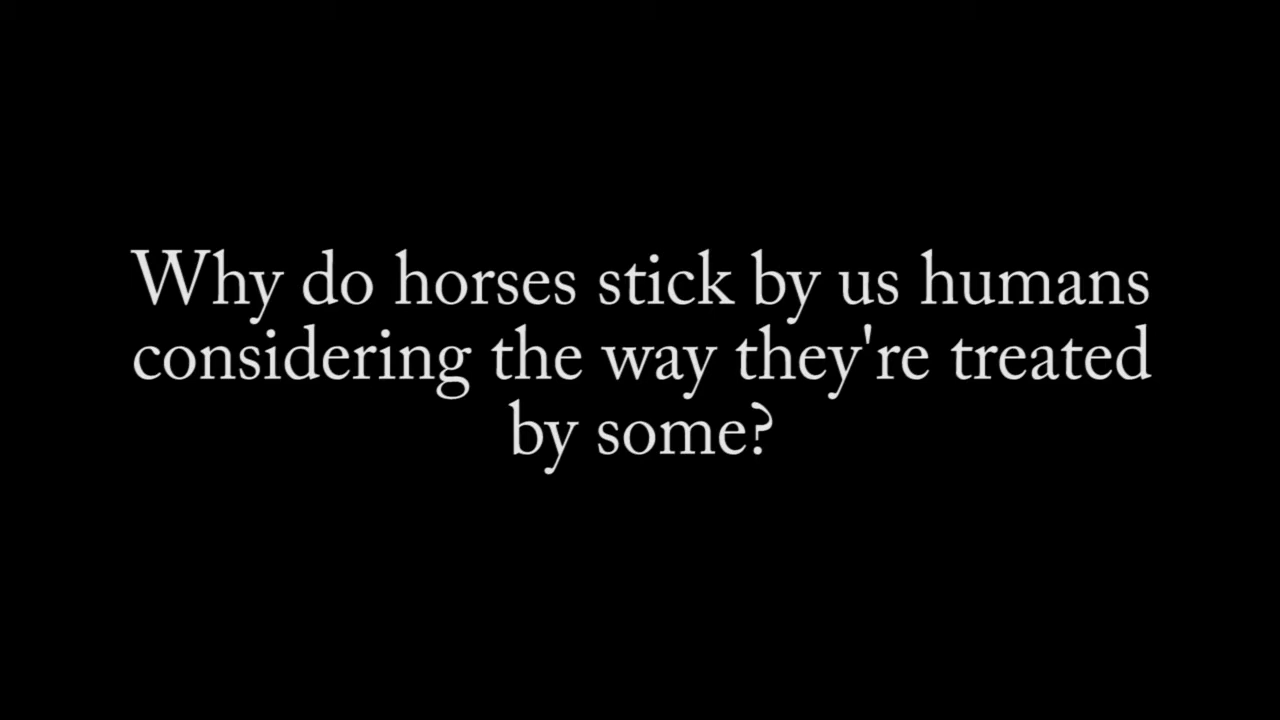 Why do horses stick by us humans
considering the way they're treated
by some?